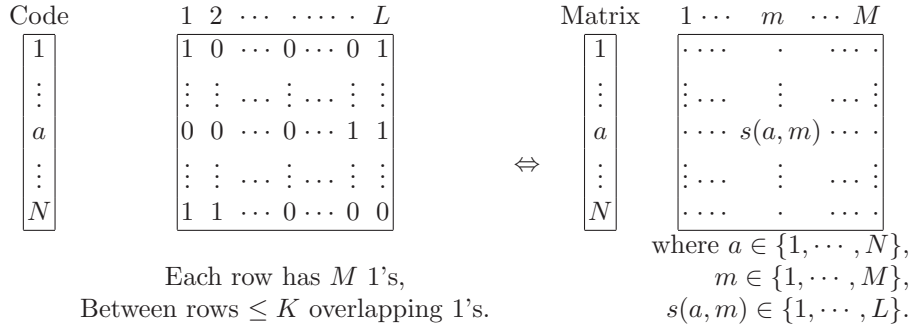 Code 1 2 ⋯ ⋯⋯ L Matrix 1 ⋯ m ⋯ M
1 1 0 ⋯ 0 ⋯ 0 1 1 ⋯⋯ · ⋯ ·
⋮ ⋮ ⋮ ⋯ ⋮ ⋯ ⋮ ⋮ ⋮ ⋮ ⋯ ⋮ ⋯ ⋮
a 0 0 ⋯ 0 ⋯ 1 1 a ⋯⋯ s(a, m) ⋯ ·
⇔
⋮ ⋮ ⋮ ⋯ ⋮ ⋯ ⋮ ⋮ ⋮ ⋮ ⋯ ⋮ ⋯ ⋮
N 1 1 ⋯ 0 ⋯ 0 0 N ⋯⋯ · ⋯ ·
where a ∈ {1, ⋯ , N},
Each row has M 1's, m ∈ {1, ⋯ , M},
Between rows ≤ K overlapping 1's. s(a, m) ∈ {1, ⋯ , L}.